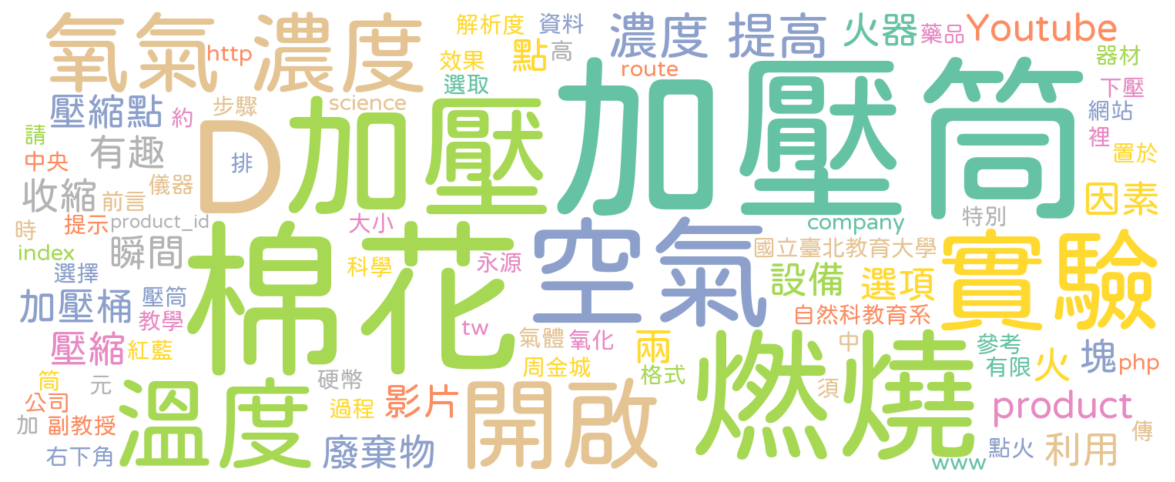 氧氣 濃度
http
解析度
資料
效果
點
高
選取
濃度 提高
火器
藥品
Youtube
器材
route
下壓
網站
裡
置於
壓縮點
約
步驟
science
請
中央
有趣
排
D
加壓
加壓筒
儀器
收縮
前言
因素
時
提示
product_id
大小
company
特別
index
瞬間
棉花
科學
永源
空氣
國立臺北教育大學
實驗
選擇
設備
選項
加壓桶
壓筒
教學
tw
自然科教育系
壓縮
紅藍
氣體
氧化
兩
中
參考
塊
php
周金城
格式
燃燒
有限
火
筒
元
溫度
硬幣
開啟
須
公司
過程
影片
product
加
副教授
傳
右下角
廢棄物
www
點火
利用